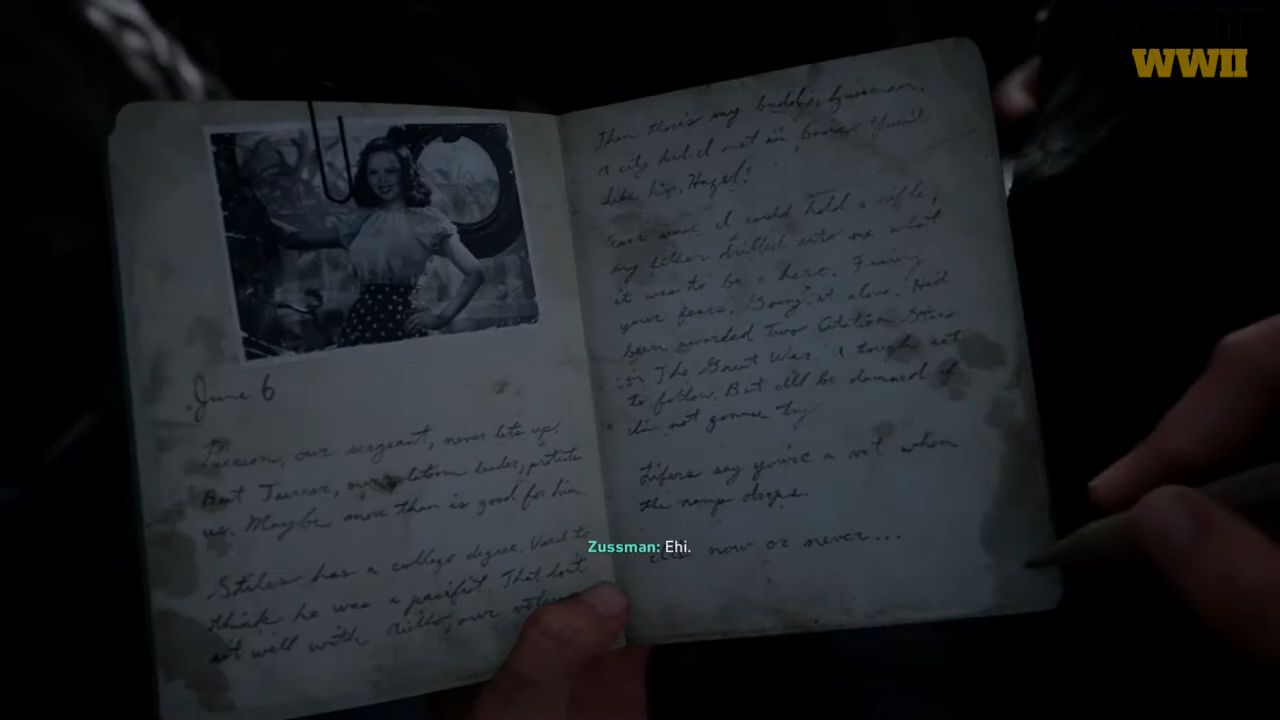 WWII
June 6
Pierson, our sergeant, never lets up.
But Turner, our platoon leader, protects
us. Maybe more than is good for him
Stiles has a college degree. Used to
think he was a pacifist. That don't
sit well with Aiello, our veteran
Then there's my buddy, Zussman,
a city kid I met in basic. You'd
like him, Hazel!
Ever since I could hold a rifle,
my father drilled into me what
it was to be a hero. Facing
your fears. Going it alone. He'd
been awarded two Citation Stars
in The Great War. A tough act
to follow. But I'll be damned if
I'm not gonna try
Lifers say you're a vet when
the ramp drops.
now or never...
Zussman: Ehi.